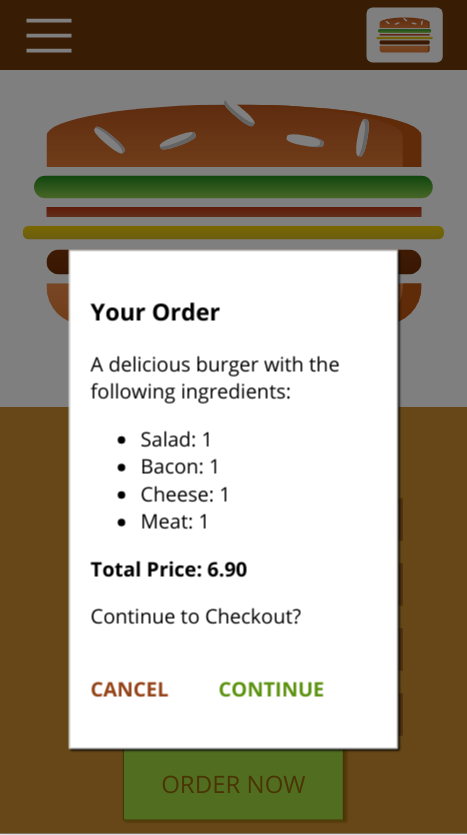 Your Order
A delicious burger with the
following ingredients:
Salad: 1
Bacon: 1
Cheese: 1
Meat: 1
Total Price: 6.90
Continue to Checkout?
CANCEL CONTINUE
ORDER NOW